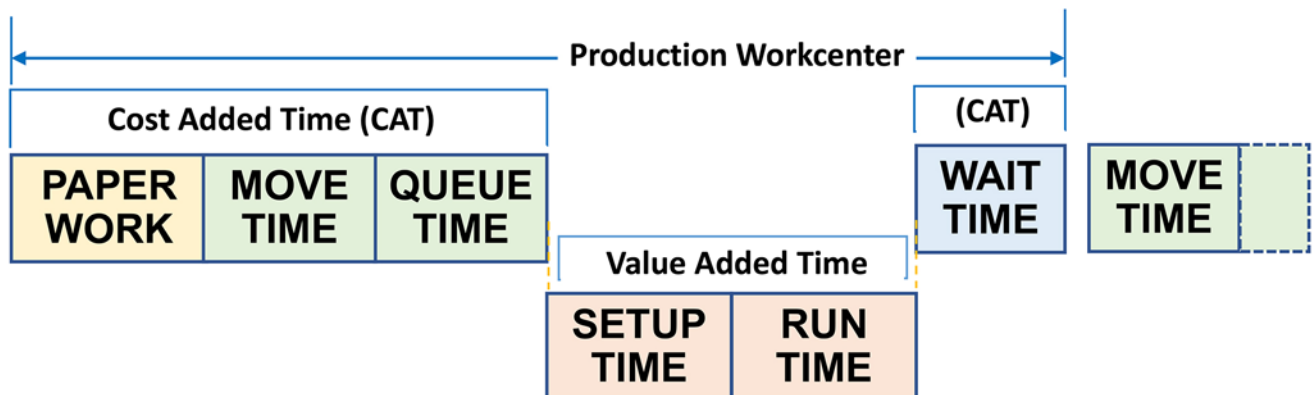 Production Workcenter
Cost Added Time (CAT)
(CAT)
PAPER
WORK
MOVE
TIME
QUEUE
TIME
WAIT
TIME
MOVE
TIME
Value Added Time
SETUP
TIME
RUN
TIME